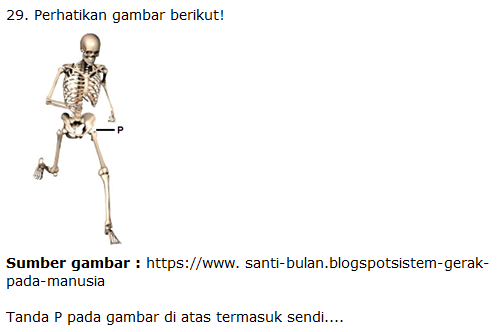 29. Perhatikan gambar berikut!
P
Sumber gambar : https://www. santi-bulan.blogspotsistem-gerak-
pada-manusia
Tanda P pada gambar di atas termasuk sendi....